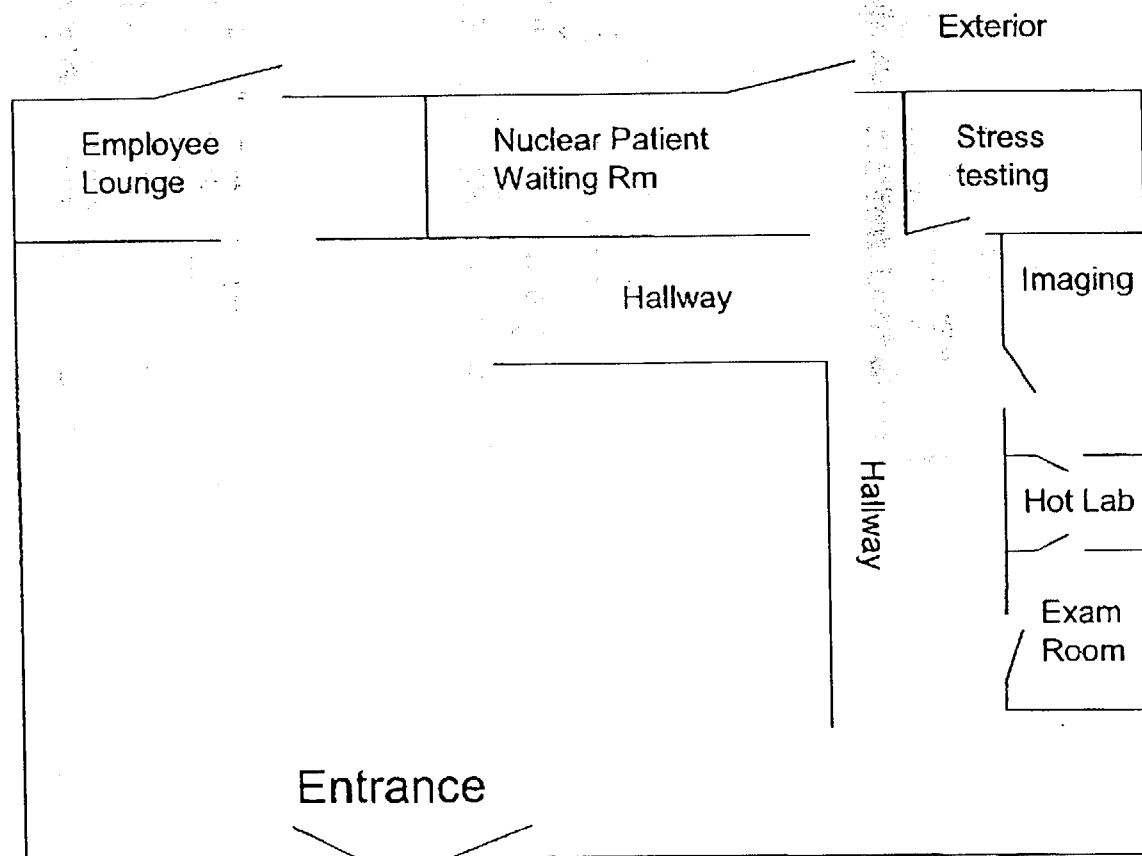 Exterior
Employee
Lounge
Nuclear Patient
Waiting Rm
Stress
testing
Imaging
Hallway
Hallway
Hot Lab
Exam
Room
Entrance